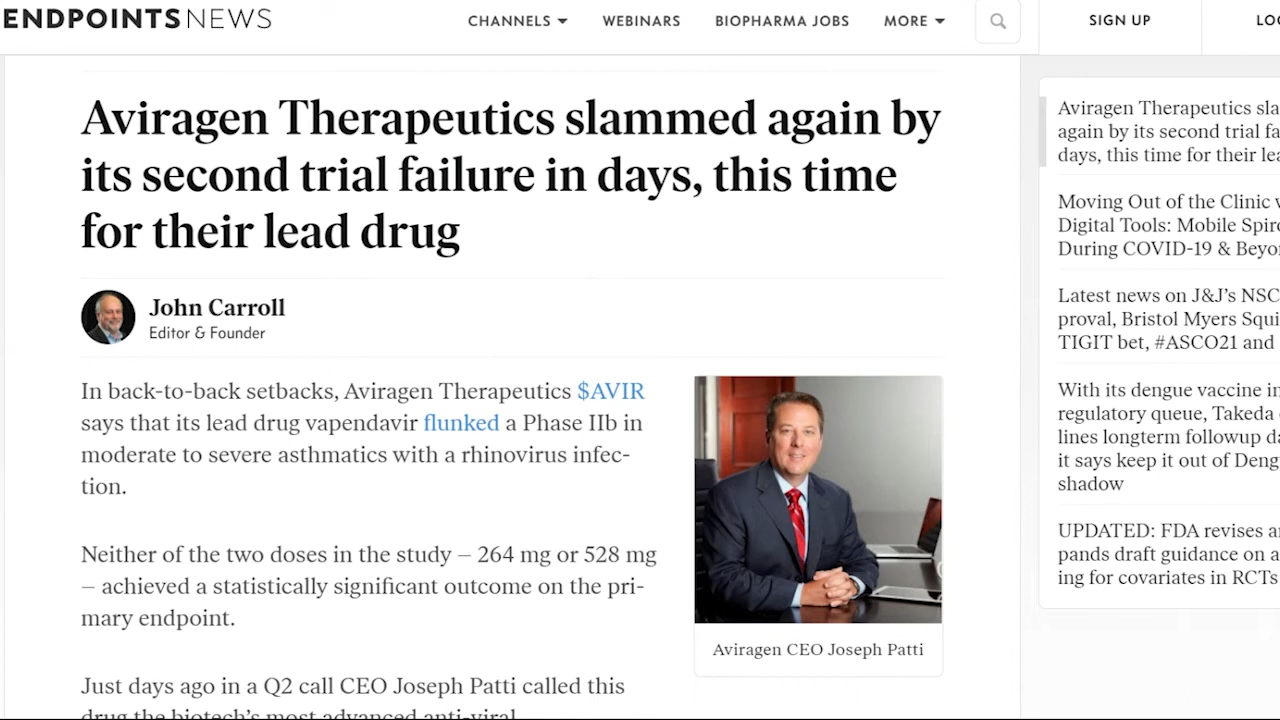 ENDPOINTS NEWS
CHANNELS
WEBINARS
BIOPHARMA JOBS
MORE
SIGN UP
Aviragen Therapeutics slammed again by
its second trial failure in days, this time
for their lead drug
John Carroll
Editor & Founder
In back-to-back setbacks, Aviragen Therapeutics $AVIR
says that its lead drug vapendavir flunked a Phase IIb in
moderate to severe asthmatics with a rhinovirus infec-
tion.
Neither of the two doses in the study – 264 mg or 528 mg
– achieved a statistically significant outcome on the pri-
mary endpoint.
Just days ago in a Q2 call CEO Joseph Patti called this
drug the biotech's most advanced anti-viral
Aviragen CEO Joseph Patti
Aviragen Therapeutics sla
again by its second trial fa
days, this time for their lea
Moving Out of the Clinic
Digital Tools: Mobile Spiro
During COVID-19 & Beyo
Latest news on J&J's NSC
proval, Bristol Myers Squi
TIGIT bet, #ASCO21 and
With its dengue vaccine in
regulatory queue, Takeda
lines longterm followup da
it says keep it out of Deng
shadow
UPDATED: FDA revises a
pands draft guidance on a
ing for covariates in RCTs